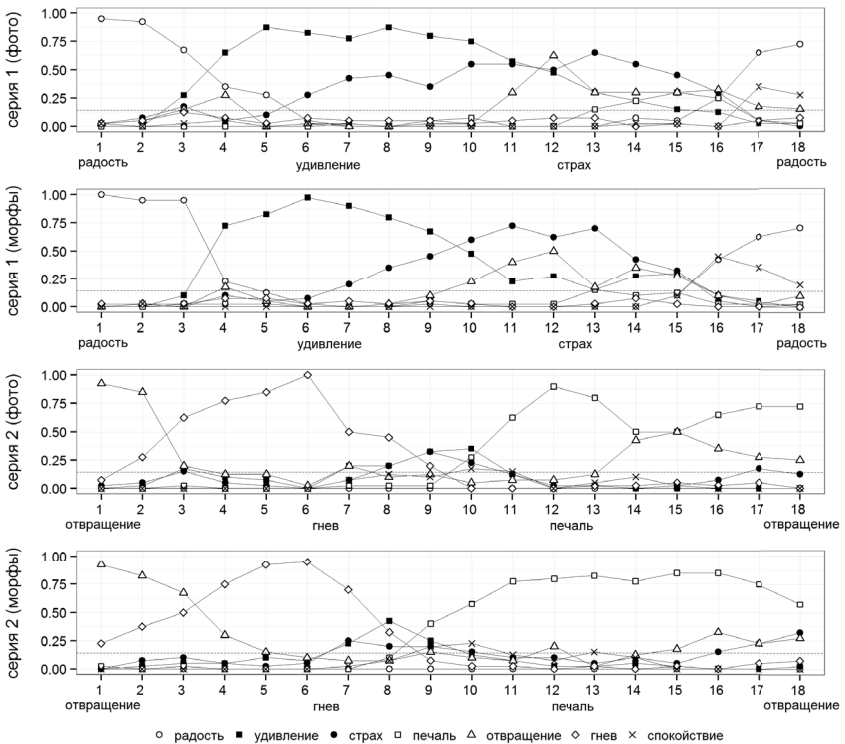 серия 1 (фото)
1.00
0.75
0.50
0.25
0.00
1 2 3 4 5 6 7 8 9 10 11 12 13 14 15 16 17 18
радость удивление страх радость
серия 1 (морфы)
1.00
0.75
0.50
0.25
0.00
1 2 3 4 5 6 7 8 9 10 11 12 13 14 15 16 17 18
радость удивление страх радость
серия 2 (фото)
1.00
0.75
0.50
0.25
0.00
1 2 3 4 5 6 7 8 9 10 11 12 13 14 15 16 17 18
отвращение гнев печаль отвращение
серия 2 (морфы)
1.00
0.75
0.50
0.25
0.00
1 2 3 4 5 6 7 8 9 10 11 12 13 14 15 16 17 18
отвращение гнев печаль отвращение
радость удивление страх печаль отвращение гнев спокойствие